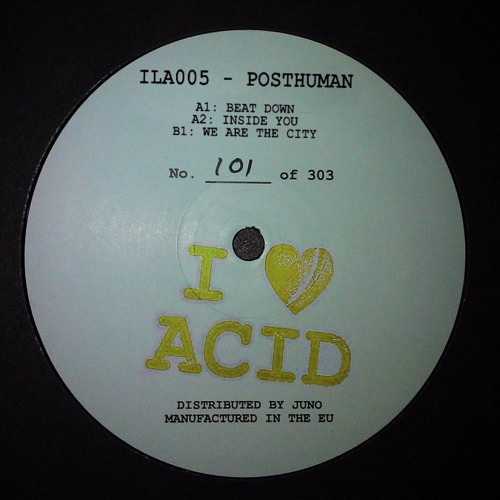 ILA005 - POSTHUMAN
A1: BEAT DOWN
A2: INSIDE YOU
B1: WE ARE THE CITY
No. 101 of 303
I
ACID
DISTRIBUTED BY JUNO
MANUFACTURED IN THE EU